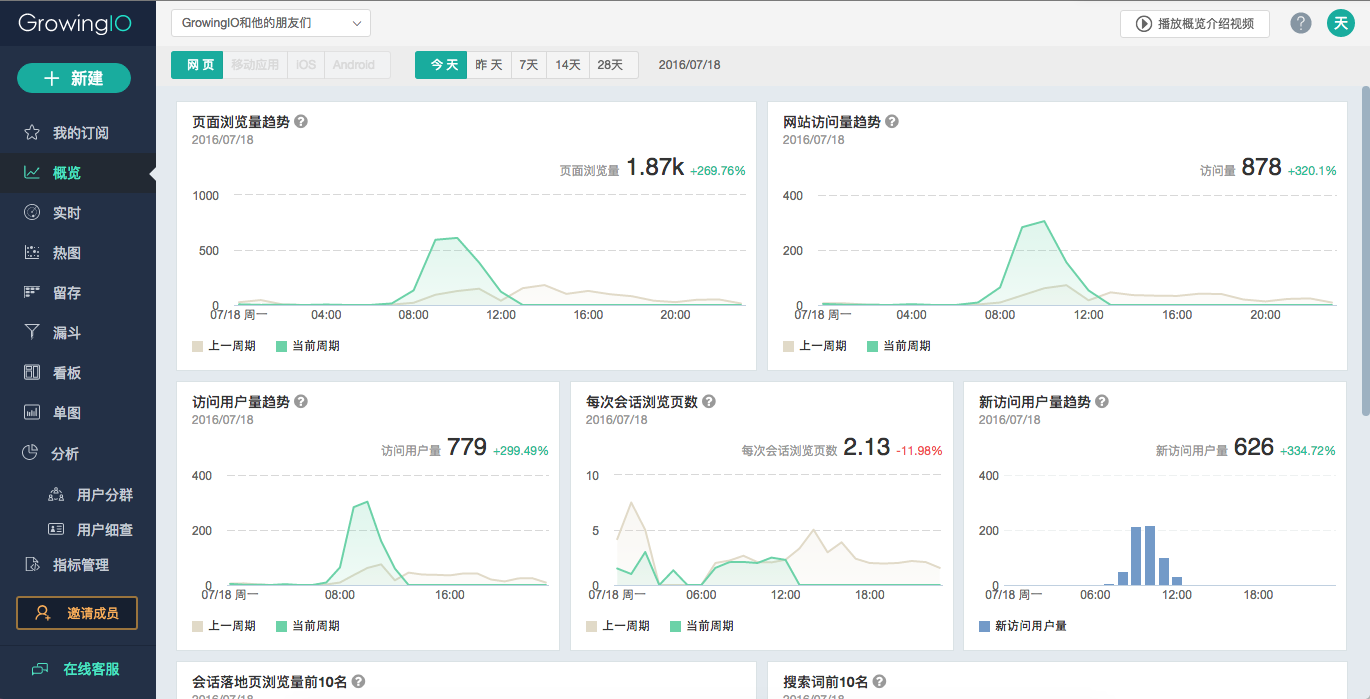 GrowingIO
GrowingIO和他的朋友们
播放概览介绍视频
?
天
新建
我的订阅
概览
实时
热图
留存
漏斗
看板
单图
分析
用户分群
用户细查
指标管理
邀请成员
在线客服
网 页 移动应用 iOS Android
今 天 昨 天 7天 14天 28天
2016/07/18
页面浏览量趋势 ?
2016/07/18
页面浏览量 1.87k +269.76%
1000
500
0
07/18 周一 04:00 08:00 12:00 16:00 20:00
上一周期 当前周期
网站访问量趋势 ?
2016/07/18
访问量 878 +320.1%
400
200
0
07/18 周一 04:00 08:00 12:00 16:00 20:00
上一周期 当前周期
访问用户量趋势 ?
2016/07/18
访问用户量 779 +299.49%
400
200
0
07/18 周一 08:00 16:00
上一周期 当前周期
每次会话浏览页数 ?
2016/07/18
每次会话浏览页数 2.13 -11.98%
10
5
0
07/18 周一 06:00 12:00 18:00
上一周期 当前周期
新访问用户量趋势 ?
2016/07/18
新访问用户量 626 +334.72%
400
200
0
07/18 周一 06:00 12:00 18:00
新访问用户量
会话落地页浏览量前10名 ?
2016/07/18
搜索词前10名 ?
2016/07/18